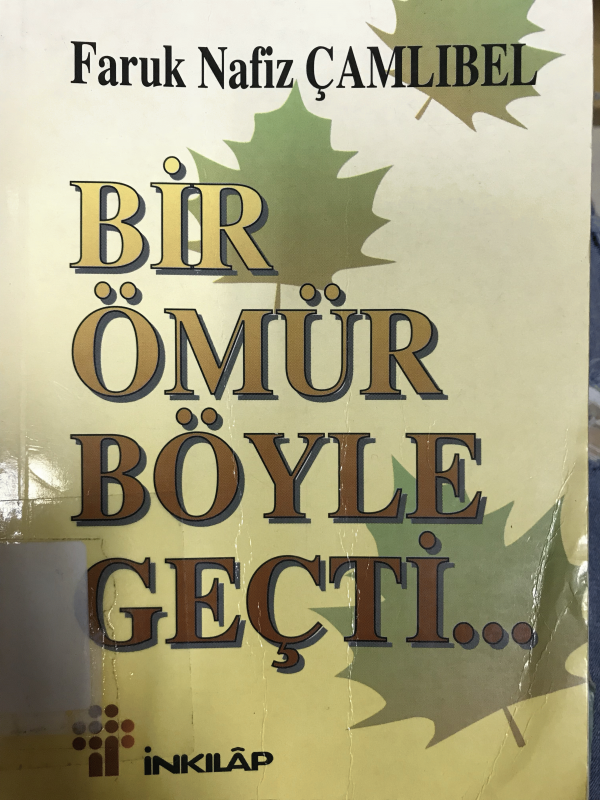 Faruk Nafiz ÇAMLIBEL
BİR
ÖMÜR
BÖYLE
GEÇTİ...
İNKILÂP